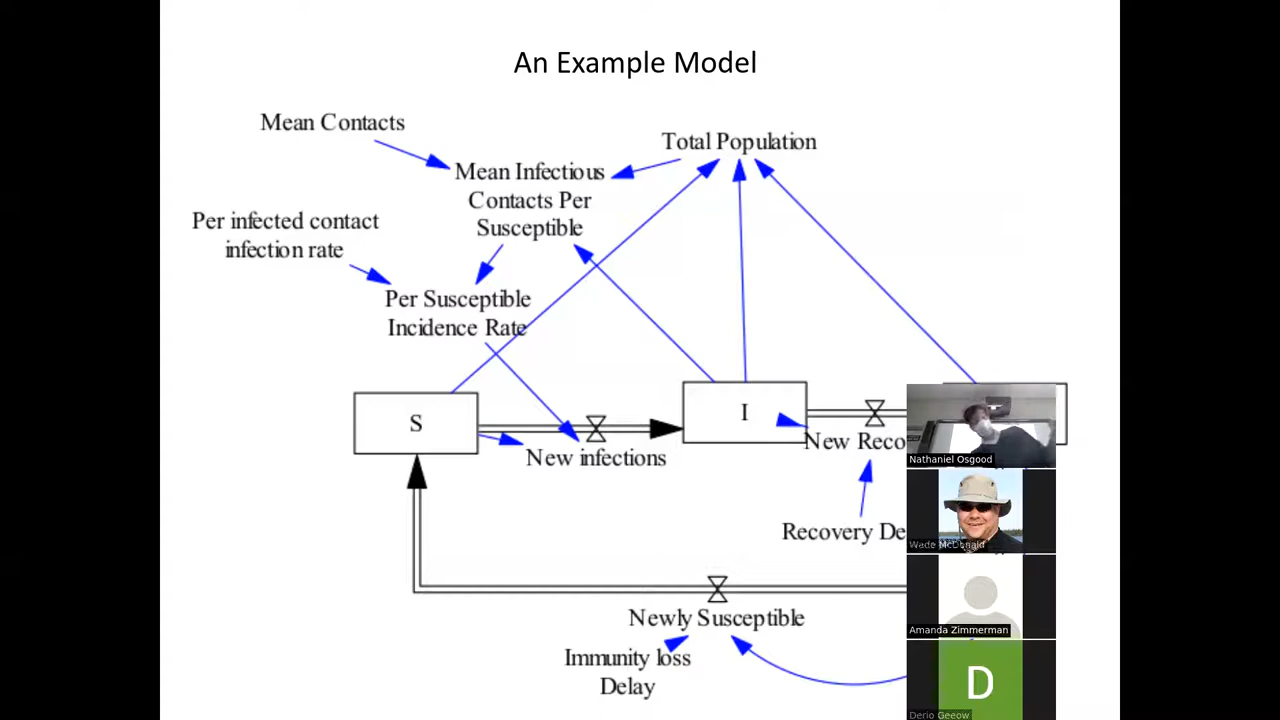 An Example Model
Mean Contacts
Total Population
Mean Infectious
Contacts Per
Susceptible
Per infected contact
infection rate
Per Susceptible
Incidence Rate
S
I
New infections
New Reco
Nathaniel Osgood
Recovery De
Wade McDonald
Newly Susceptible
Amanda Zimmerman
Immunity loss
Delay
D
Derio Geeow